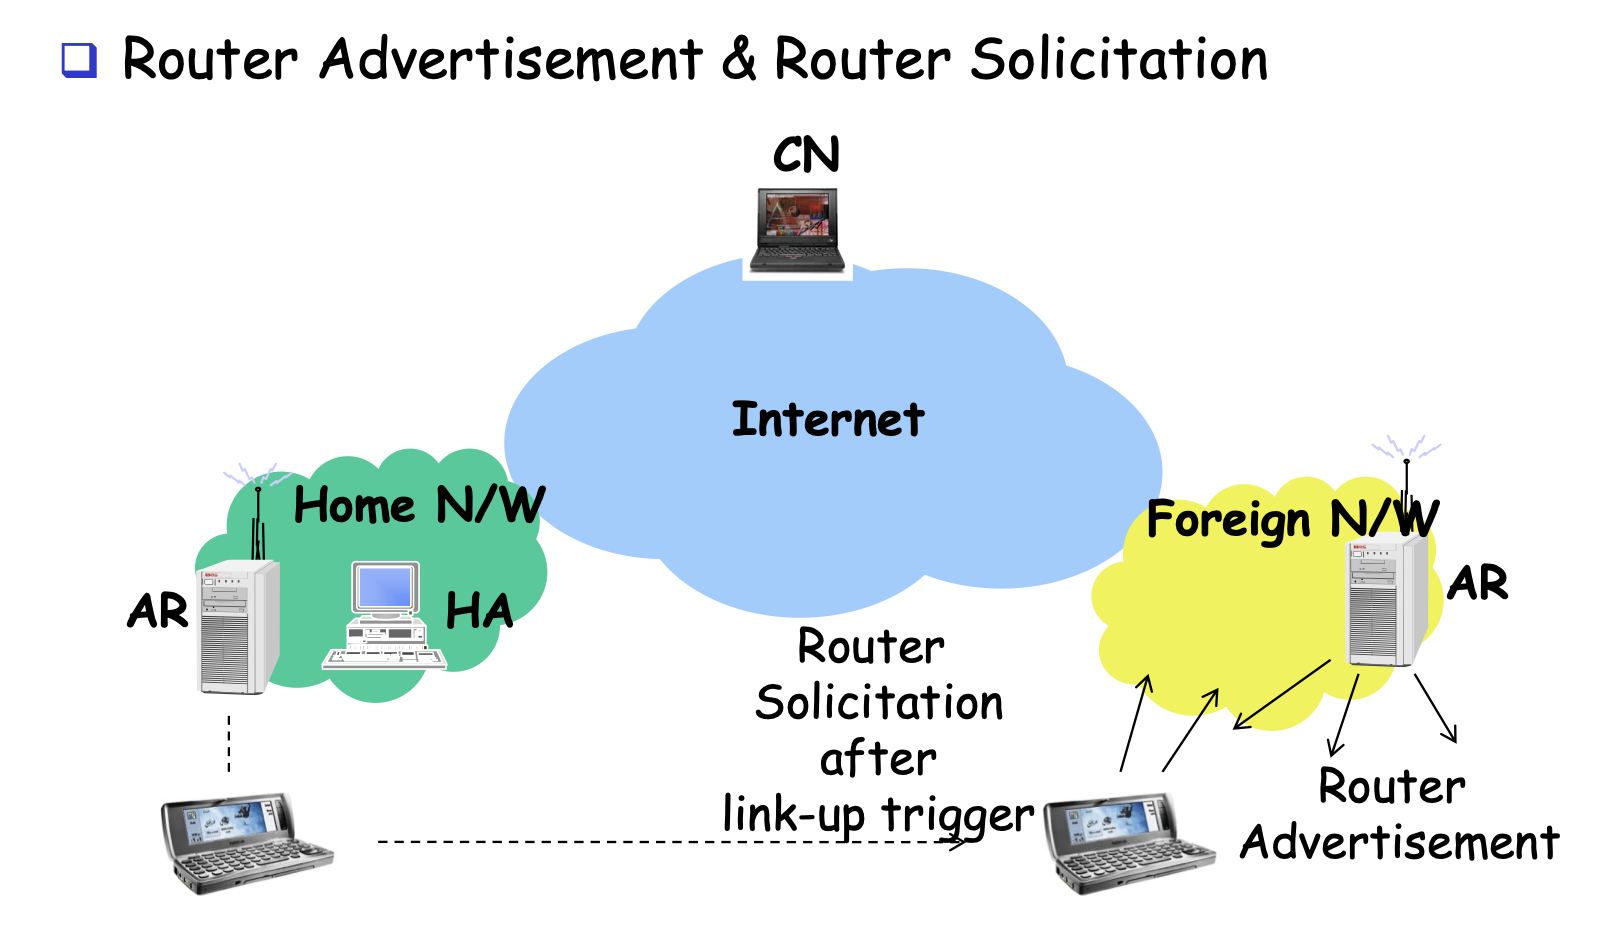 Router Advertisement & Router Solicitation
CN
Internet
Home N/W
AR
HA
Foreign N/W
AR
Router
Solicitation
after
link-up trigger
Router
Advertisement